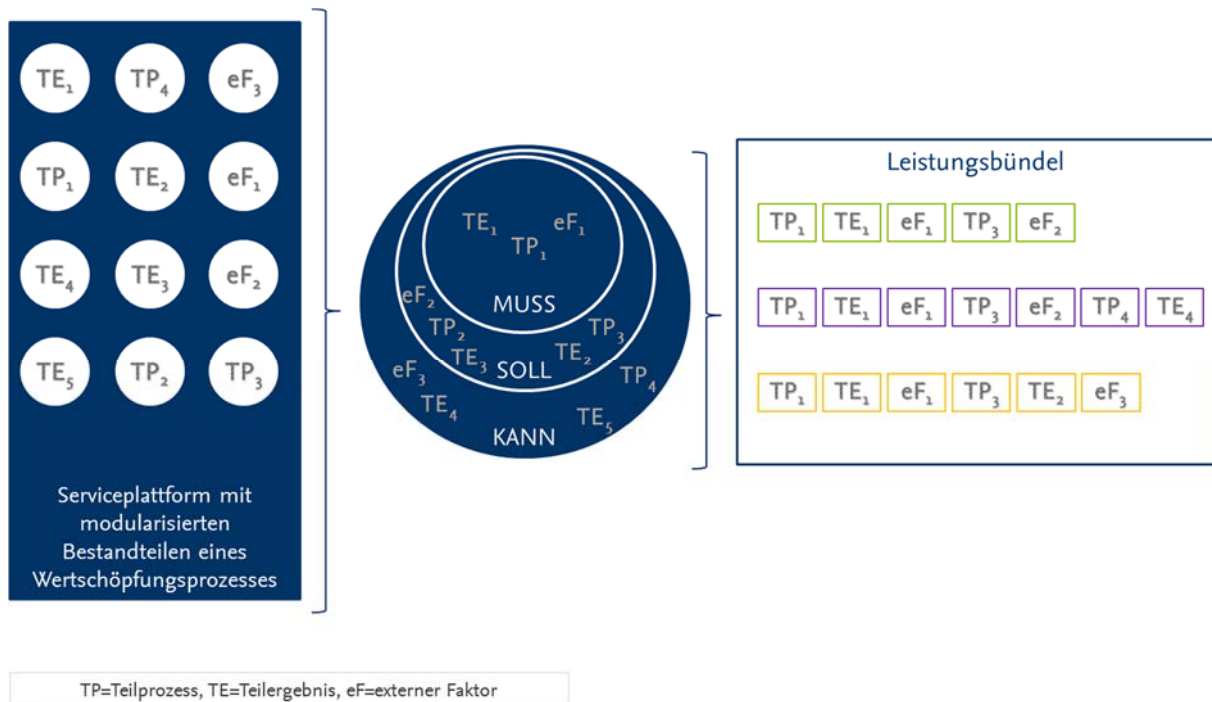 TE₁ TP₄ eF₃
TP₁ TE₂ eF₁
TE₄ TE₃ eF₂
TE₅ TP₂ TP₃
Serviceplattform mit
modularisierten
Bestandteilen eines
Wertschöpfungsprozesses
TE₁ eF₁
TP₁
MUSS
eF₂
TP₂ TP₃
TE₃ TE₂
SOLL
eF₃ TP₄
TE₄ TE₅
KANN
Leistungsbündel
TP₁ TE₁ eF₁ TP₃ eF₂
TP₁ TE₁ eF₁ TP₃ eF₂ TP₄ TE₄
TP₁ TE₁ eF₁ TP₃ TE₂ eF₃
TP=Teilprozess, TE=Teilergebnis, eF=externer Faktor